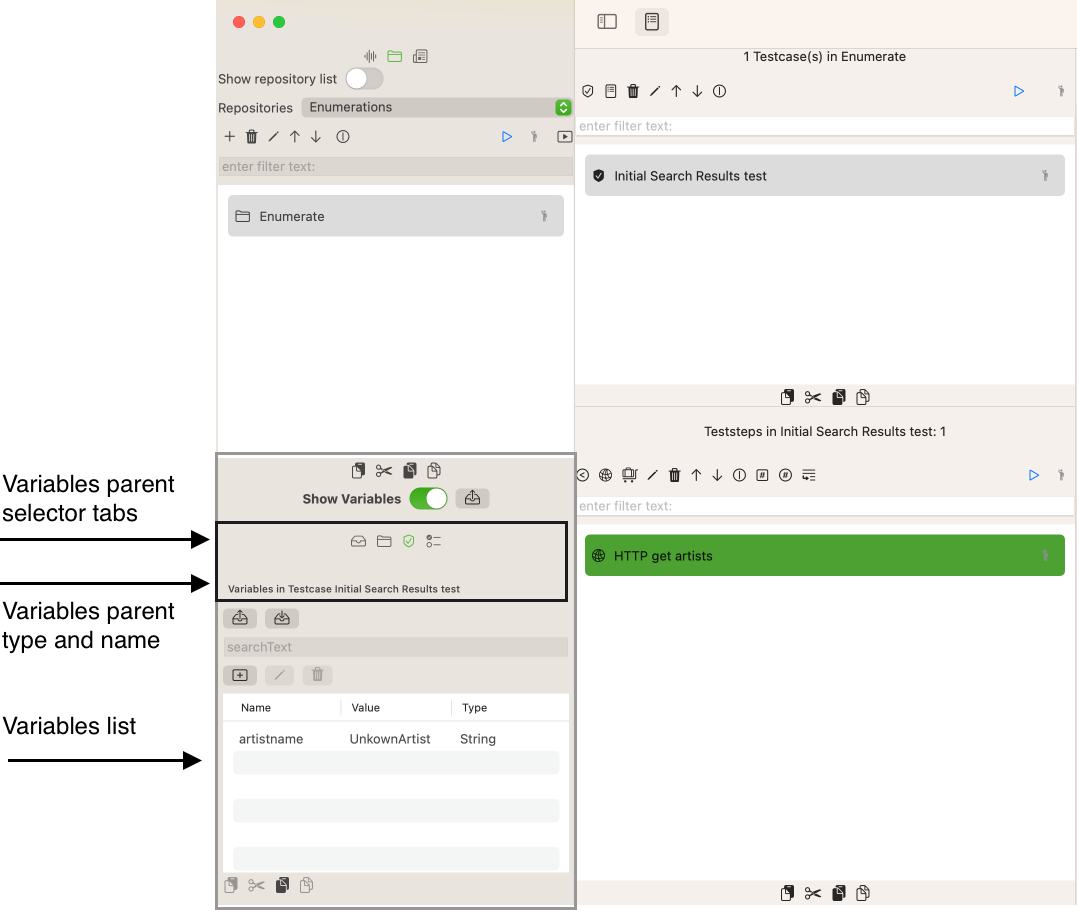 Show repository list
Repositories
Enumerations
enter filter text:
Enumerate
Show Variables
Variables in Testcase Initial Search Results test
searchText
Name Value Type
artistname UnkownArtist String
1 Testcase(s) in Enumerate
enter filter text:
Initial Search Results test
Teststeps in Initial Search Results test: 1
enter filter text:
HTTP get artists
Variables parent
selector tabs
Variables parent
type and name
Variables list